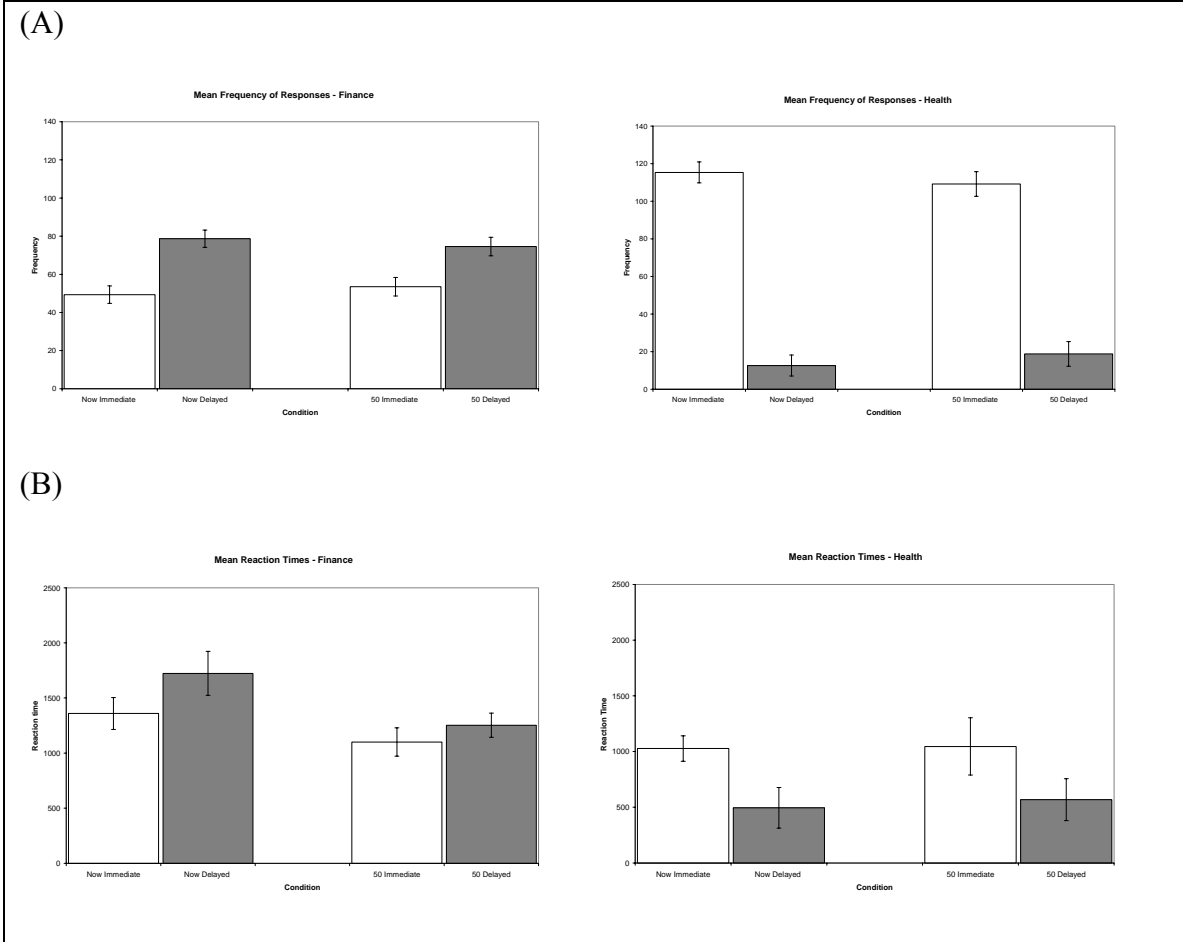 (A)
Mean Frequency of Responses - Finance
140
120
100
80
60
40
20
0
Frequency
Now Immediate Now Delayed 50 Immediate 50 Delayed
Condition
Mean Frequency of Responses - Health
140
120
100
80
60
40
20
0
Frequency
Now Immediate Now Delayed 50 Immediate 50 Delayed
Condition
(B)
Mean Reaction Times - Finance
2500
2000
1500
1000
500
0
Reaction time
Now Immediate Now Delayed 50 Immediate 50 Delayed
Condition
Mean Reaction Times - Health
2500
2000
1500
1000
500
0
Reaction Time
Now Immediate Now Delayed 50 Immediate 50 Delayed
Condition